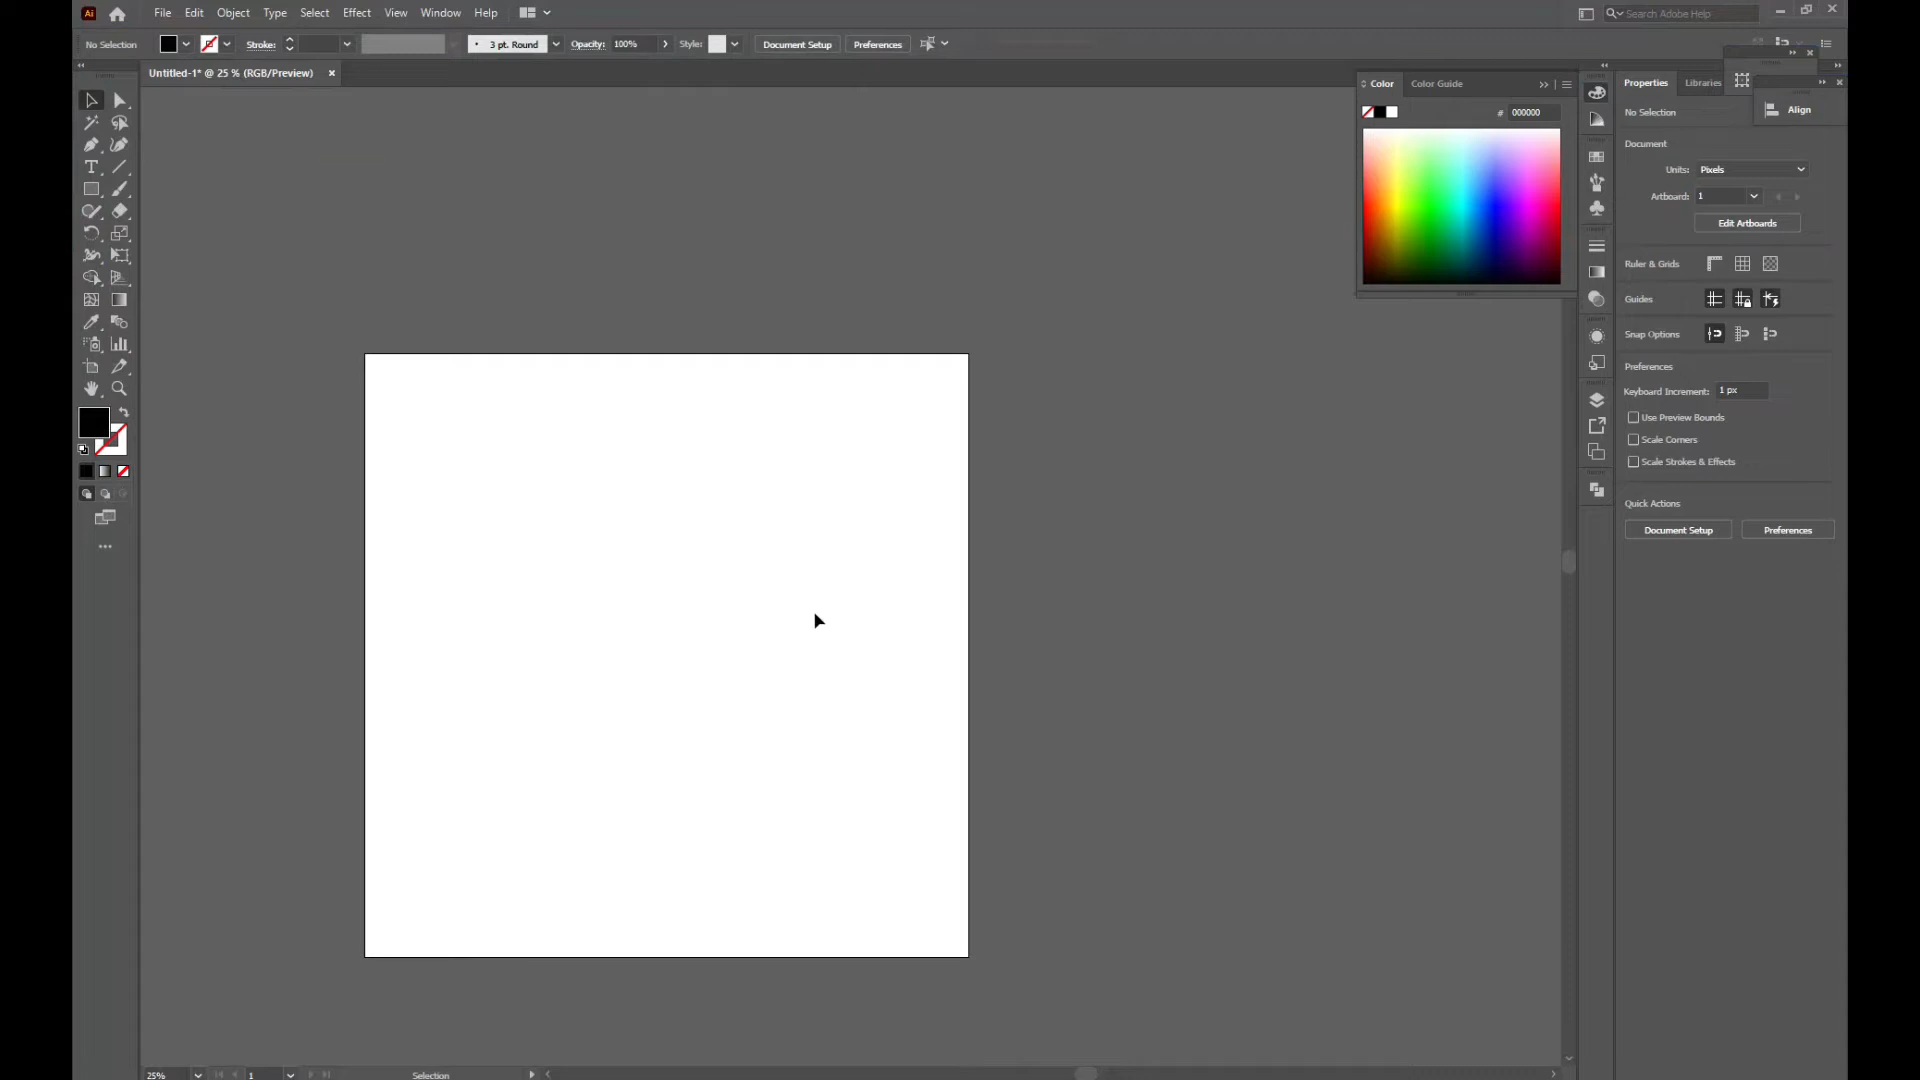 Ai File Edit Object Type Select Effect View Window Help Search Adobe Help
No Selection Stroke: 3 pt. Round Opacity: 100% Style: Document Setup Preferences
Untitled-1* @ 25 % (RGB/Preview) ×
Color Color Guide
# 000000
Properties Libraries
Align
No Selection
Document
Units: Pixels
Artboard: 1
Edit Artboards
Ruler & Grids
Guides
Snap Options
Preferences
Keyboard Increment: 1 px
Use Preview Bounds
Scale Corners
Scale Strokes & Effects
Quick Actions
Document Setup Preferences
25% 1 Selection